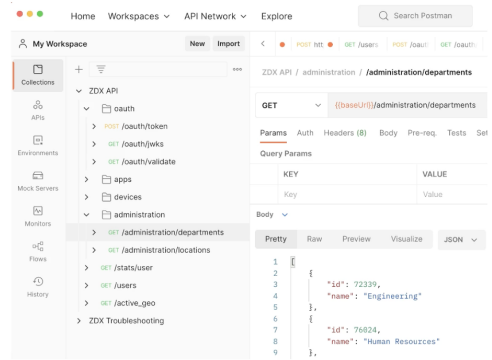 Home Workspaces API Network Explore Search Postman
My Workspace New Import
POST htt GET /users POST /oaut GET /oauth
Collections
APIs
Environments
Mock Servers
Monitors
Flows
History
ZDX API
oauth
POST /oauth/token
GET /oauth/jwks
GET /oauth/validate
apps
devices
administration
GET /administration/departments
GET /administration/locations
GET /stats/user
GET /users
GET /active_geo
ZDX Troubleshooting
ZDX API / administration / /administration/departments
GET {{baseUrl}}/administration/departments
Params Auth Headers (8) Body Pre-req. Tests Set
Query Params
KEY VALUE
Key Value
Body
Pretty Raw Preview Visualize JSON
1 [
2 {
3 "id": 72339,
4 "name": "Engineering"
5 },
6 {
7 "id": 76024,
8 "name": "Human Resources"
9 },